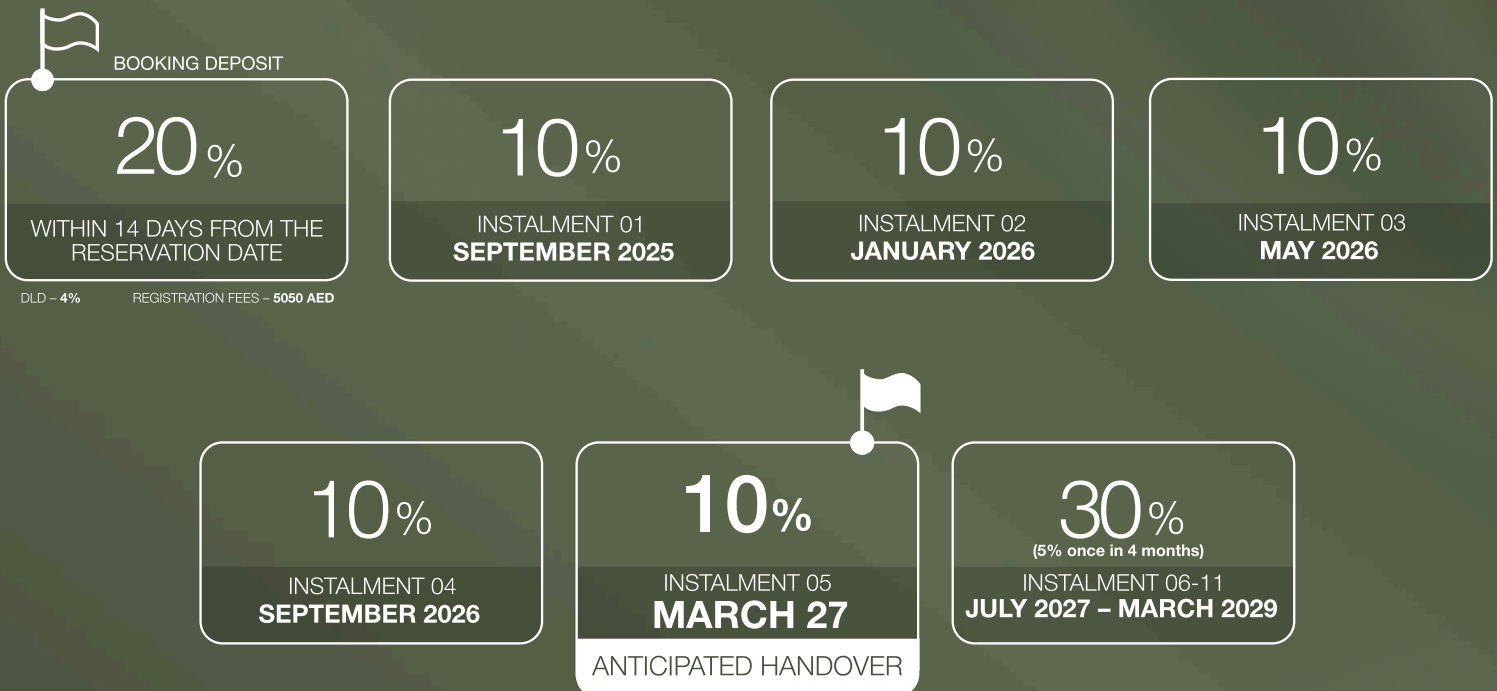 BOOKING DEPOSIT
20%
WITHIN 14 DAYS FROM THE
RESERVATION DATE
DLD – 4%
REGISTRATION FEES – 5050 AED
10%
INSTALMENT 01
SEPTEMBER 2025
10%
INSTALMENT 02
JANUARY 2026
10%
INSTALMENT 03
MAY 2026
10%
INSTALMENT 04
SEPTEMBER 2026
10%
INSTALMENT 05
MARCH 27
ANTICIPATED HANDOVER
30%
(5% once in 4 months)
INSTALMENT 06-11
JULY 2027 – MARCH 2029